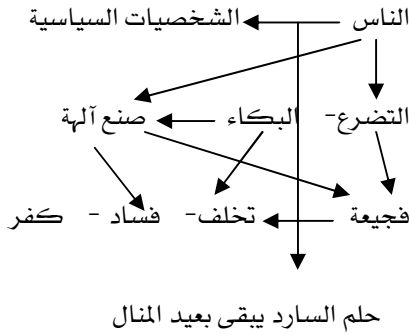 الناس الشخصيات السياسية
التضرع- البكاء صنع آلهة
فجيعة تخلف- فساد - كفر
حلم السارد يبقى بعيد المنال